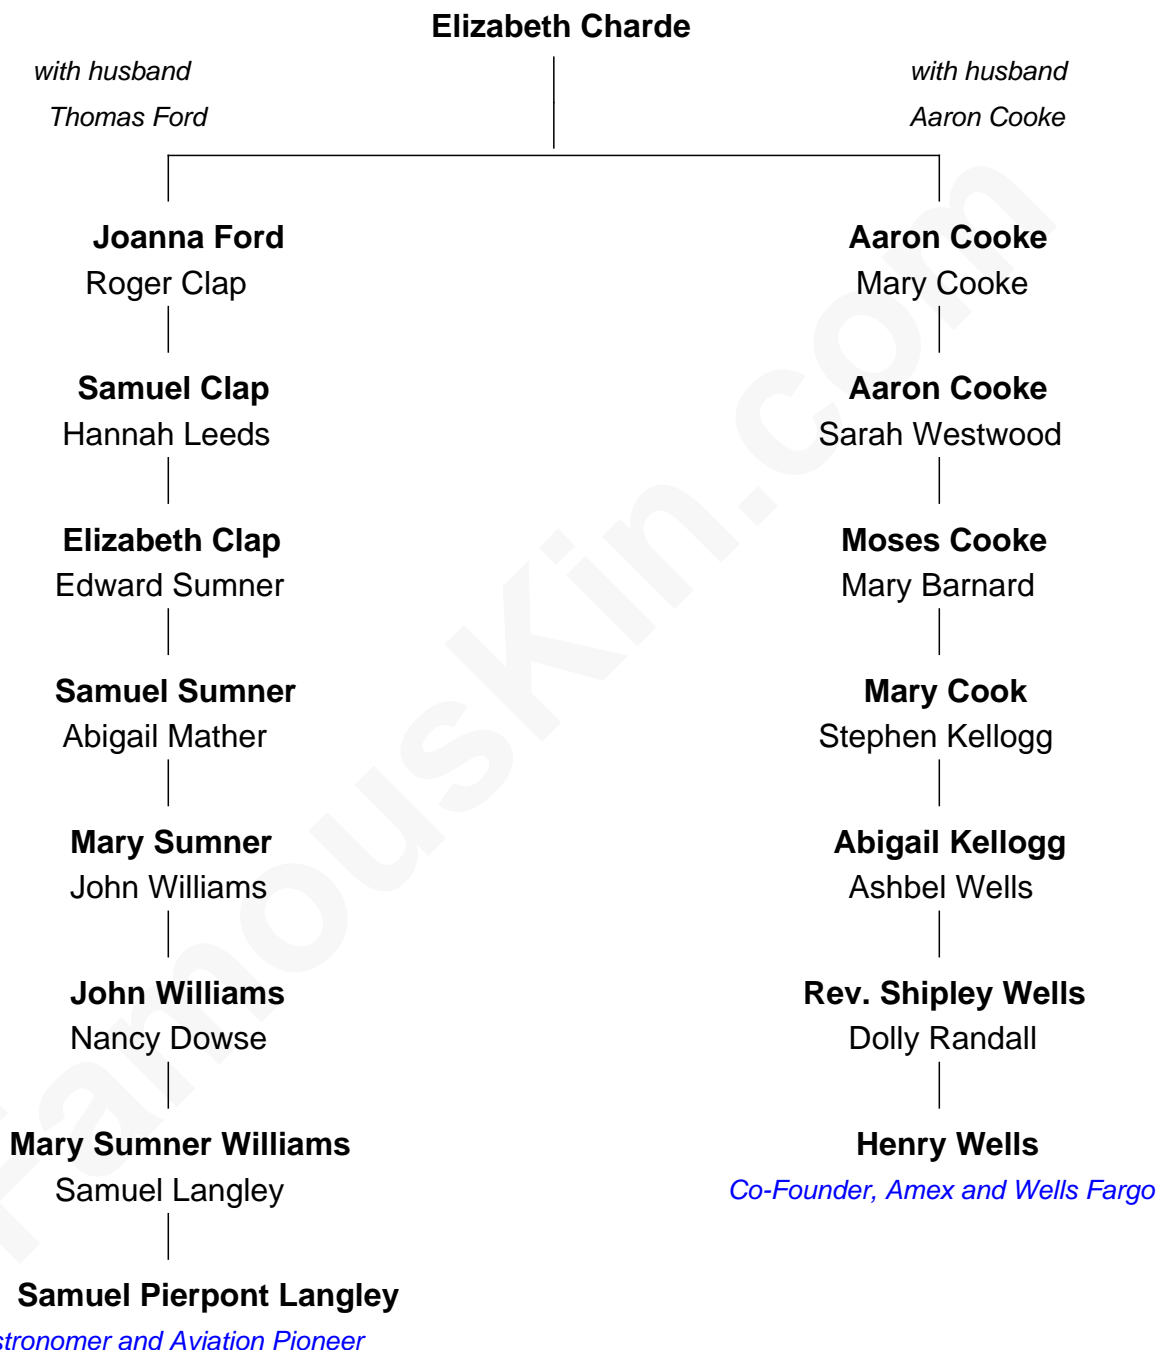 Elizabeth Charde
with husband
Thomas Ford
with husband
Aaron Cooke
Joanna Ford
Roger Clap
Samuel Clap
Hannah Leeds
Elizabeth Clap
Edward Sumner
Samuel Sumner
Abigail Mather
Mary Sumner
John Williams
John Williams
Nancy Dowse
Mary Sumner Williams
Samuel Langley
Samuel Pierpont Langley
stronomer and Aviation Pioneer
Aaron Cooke
Mary Cooke
Aaron Cooke
Sarah Westwood
Moses Cooke
Mary Barnard
Mary Cook
Stephen Kellogg
Abigail Kellogg
Ashbel Wells
Rev. Shipley Wells
Dolly Randall
Henry Wells
Co-Founder, Amex and Wells Fargo
FamousKin.com